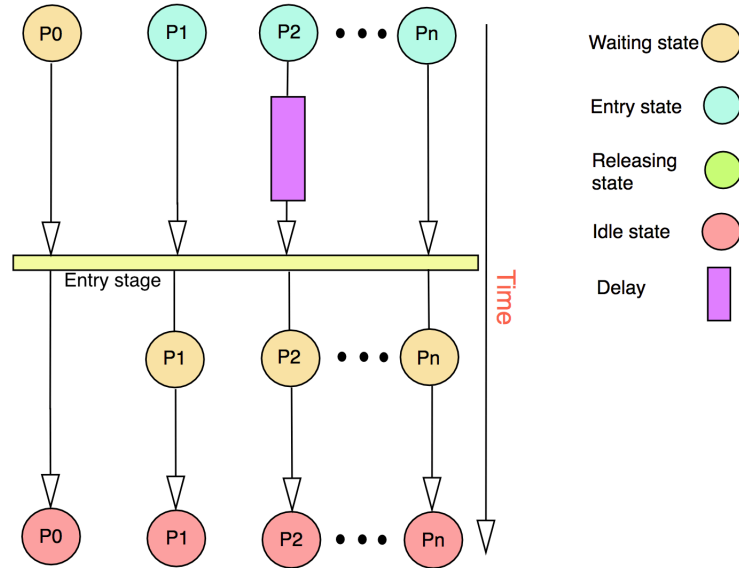 P0
P1
P2
Pn
Waiting state
Entry state
Releasing
state
Idle state
Delay
Entry stage
Time
P1
P2
Pn
P0
P1
P2
Pn